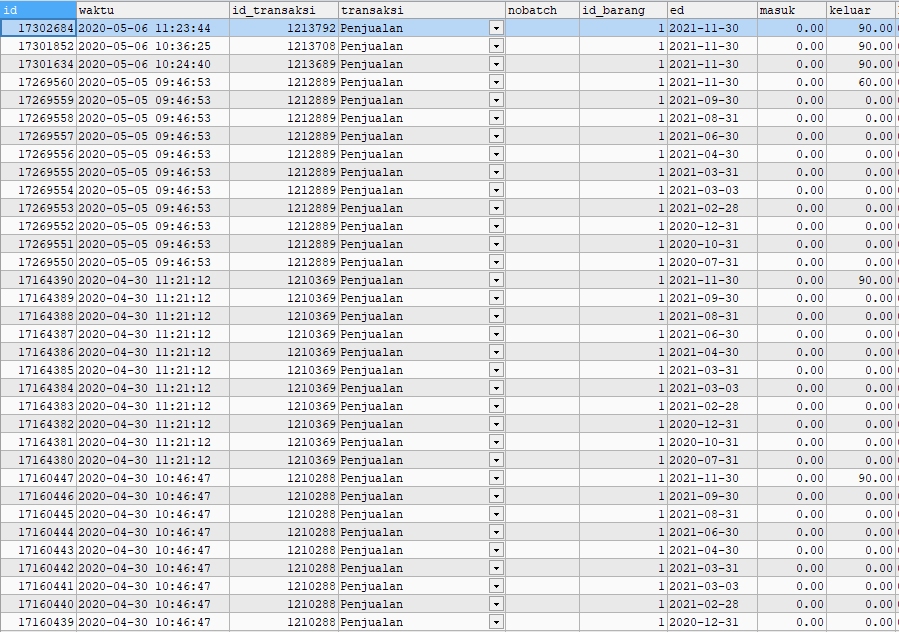 id waktu id_transaksi transaksi nobatch id_barang ed masuk keluar
17302684 2020-05-06 11:23:44 1213792 Penjualan 1 2021-11-30 0.00 90.00
17301852 2020-05-06 10:36:25 1213708 Penjualan 1 2021-11-30 0.00 90.00
17301634 2020-05-06 10:24:40 1213689 Penjualan 1 2021-11-30 0.00 90.00
17269560 2020-05-05 09:46:53 1212889 Penjualan 1 2021-11-30 0.00 60.00
17269559 2020-05-05 09:46:53 1212889 Penjualan 1 2021-09-30 0.00 0.00
17269558 2020-05-05 09:46:53 1212889 Penjualan 1 2021-08-31 0.00 0.00
17269557 2020-05-05 09:46:53 1212889 Penjualan 1 2021-06-30 0.00 0.00
17269556 2020-05-05 09:46:53 1212889 Penjualan 1 2021-04-30 0.00 0.00
17269555 2020-05-05 09:46:53 1212889 Penjualan 1 2021-03-31 0.00 0.00
17269554 2020-05-05 09:46:53 1212889 Penjualan 1 2021-03-03 0.00 0.00
17269553 2020-05-05 09:46:53 1212889 Penjualan 1 2021-02-28 0.00 0.00
17269552 2020-05-05 09:46:53 1212889 Penjualan 1 2020-12-31 0.00 0.00
17269551 2020-05-05 09:46:53 1212889 Penjualan 1 2020-10-31 0.00 0.00
17269550 2020-05-05 09:46:53 1212889 Penjualan 1 2020-07-31 0.00 0.00
17164390 2020-04-30 11:21:12 1210369 Penjualan 1 2021-11-30 0.00 90.00
17164389 2020-04-30 11:21:12 1210369 Penjualan 1 2021-09-30 0.00 0.00
17164388 2020-04-30 11:21:12 1210369 Penjualan 1 2021-08-31 0.00 0.00
17164387 2020-04-30 11:21:12 1210369 Penjualan 1 2021-06-30 0.00 0.00
17164386 2020-04-30 11:21:12 1210369 Penjualan 1 2021-04-30 0.00 0.00
17164385 2020-04-30 11:21:12 1210369 Penjualan 1 2021-03-31 0.00 0.00
17164384 2020-04-30 11:21:12 1210369 Penjualan 1 2021-03-03 0.00 0.00
17164383 2020-04-30 11:21:12 1210369 Penjualan 1 2021-02-28 0.00 0.00
17164382 2020-04-30 11:21:12 1210369 Penjualan 1 2020-12-31 0.00 0.00
17164381 2020-04-30 11:21:12 1210369 Penjualan 1 2020-10-31 0.00 0.00
17164380 2020-04-30 11:21:12 1210369 Penjualan 1 2020-07-31 0.00 0.00
17160447 2020-04-30 10:46:47 1210288 Penjualan 1 2021-11-30 0.00 90.00
17160446 2020-04-30 10:46:47 1210288 Penjualan 1 2021-09-30 0.00 0.00
17160445 2020-04-30 10:46:47 1210288 Penjualan 1 2021-08-31 0.00 0.00
17160444 2020-04-30 10:46:47 1210288 Penjualan 1 2021-06-30 0.00 0.00
17160443 2020-04-30 10:46:47 1210288 Penjualan 1 2021-04-30 0.00 0.00
17160442 2020-04-30 10:46:47 1210288 Penjualan 1 2021-03-31 0.00 0.00
17160441 2020-04-30 10:46:47 1210288 Penjualan 1 2021-03-03 0.00 0.00
17160440 2020-04-30 10:46:47 1210288 Penjualan 1 2021-02-28 0.00 0.00
17160439 2020-04-30 10:46:47 1210288 Penjualan 1 2020-12-31 0.00 0.00